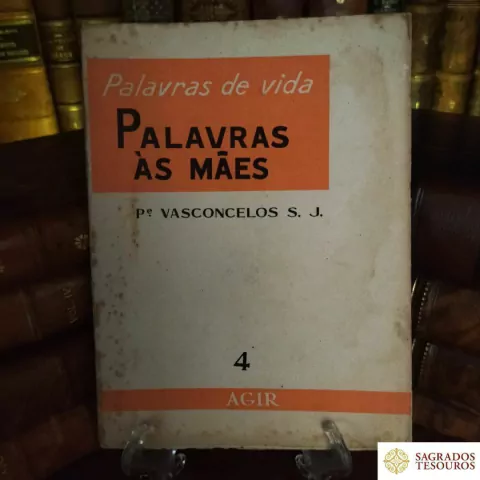 Palavras de vida
PALAVRAS
ÀS MÃES
Pe VASCONCELOS S. J.
4
AGIR
SAGRADOS
TESOUROS